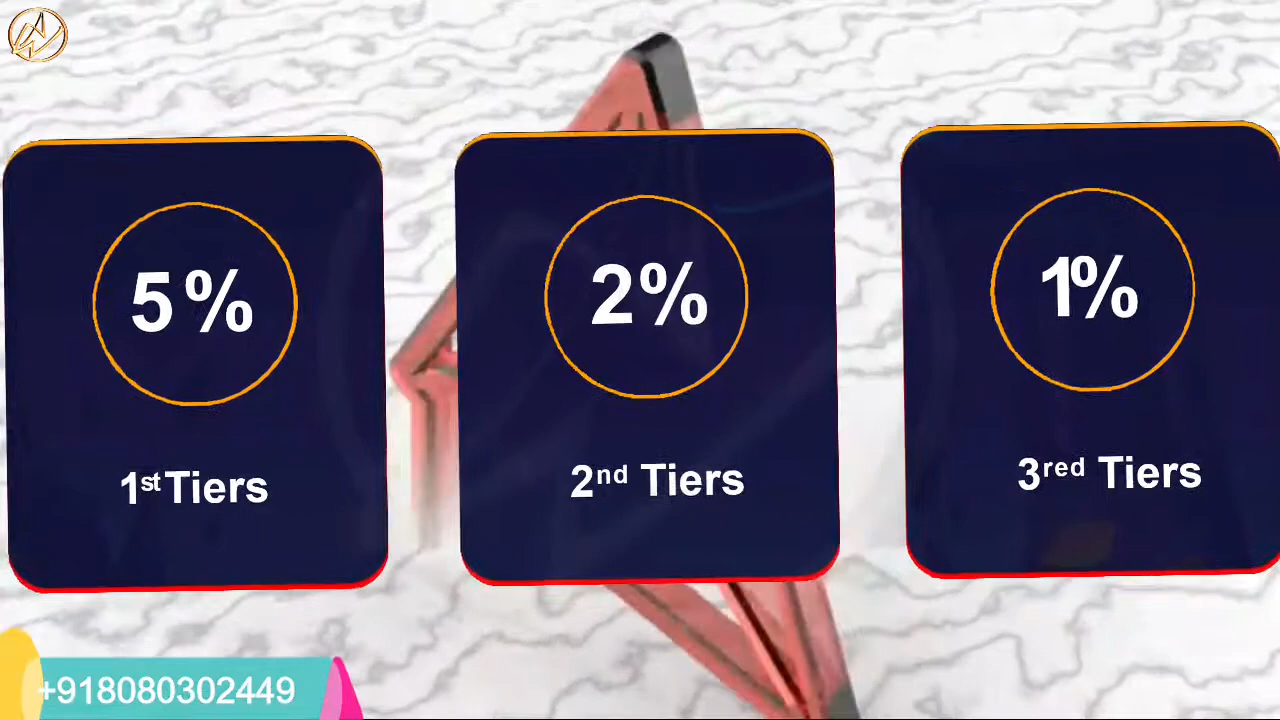 5%
1st Tiers
2%
2nd Tiers
1%
3red Tiers
+918080302449